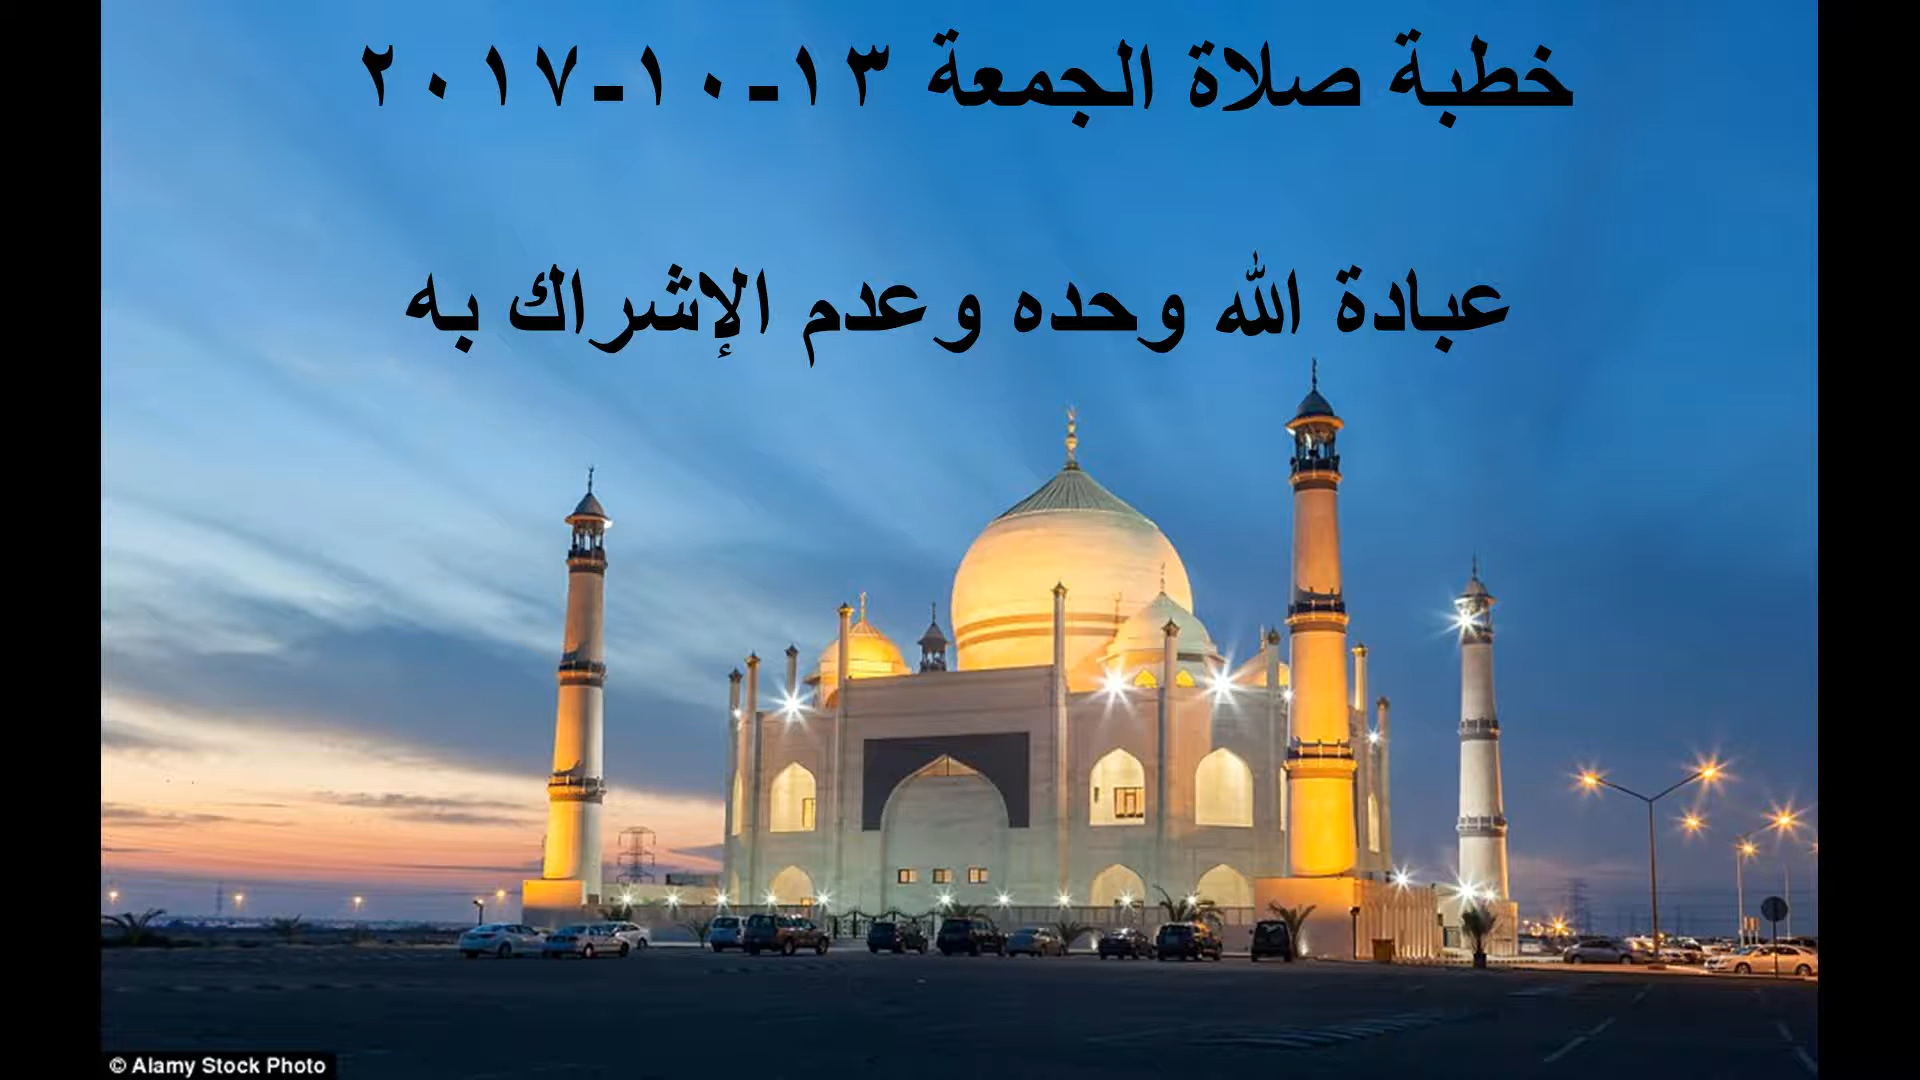 خطبة صلاة الجمعة ١٣-١٠-٢٠١٧
عبادة الله وحده وعدم الإشراك به
© Alamy Stock Photo